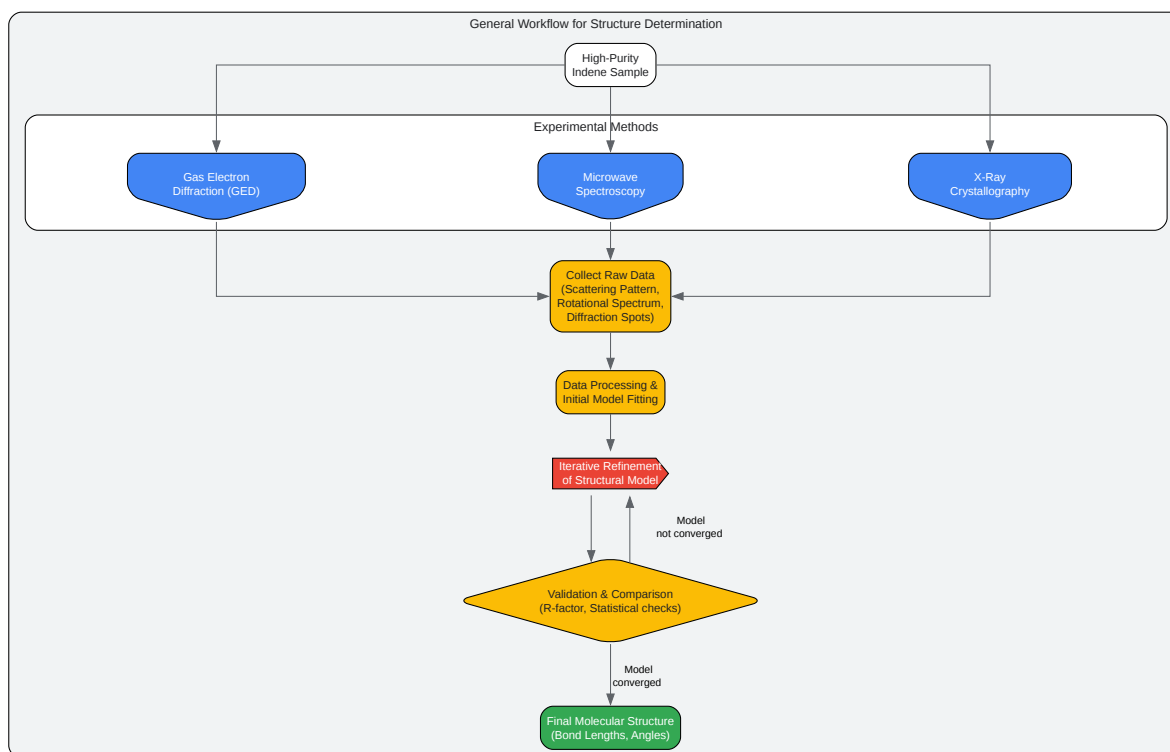 General Workflow for Structure Determination
High-Purity
Indene Sample
Experimental Methods
Gas Electron
Diffraction (GED)
Microwave
Spectroscopy
X-Ray
Crystallography
Collect Raw Data
(Scattering Pattern,
Rotational Spectrum,
Diffraction Spots)
Data Processing &
Initial Model Fitting
Iterative Refinement
of Structural Model
Model
not converged
Validation & Comparison
(R-factor, Statistical checks)
Model
converged
Final Molecular Structure
(Bond Lengths, Angles)